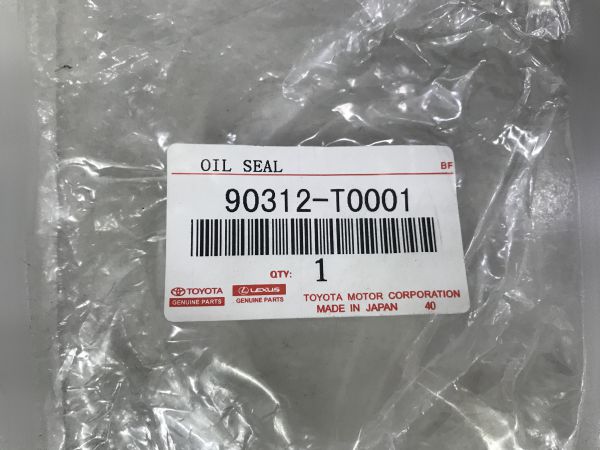 OIL SEAL BF
90312-T0001
QTY: 1
TOYOTA LEXUS TOYOTA MOTOR CORPORATION
GENUINE PARTS GENUINE PARTS MADE IN JAPAN 40